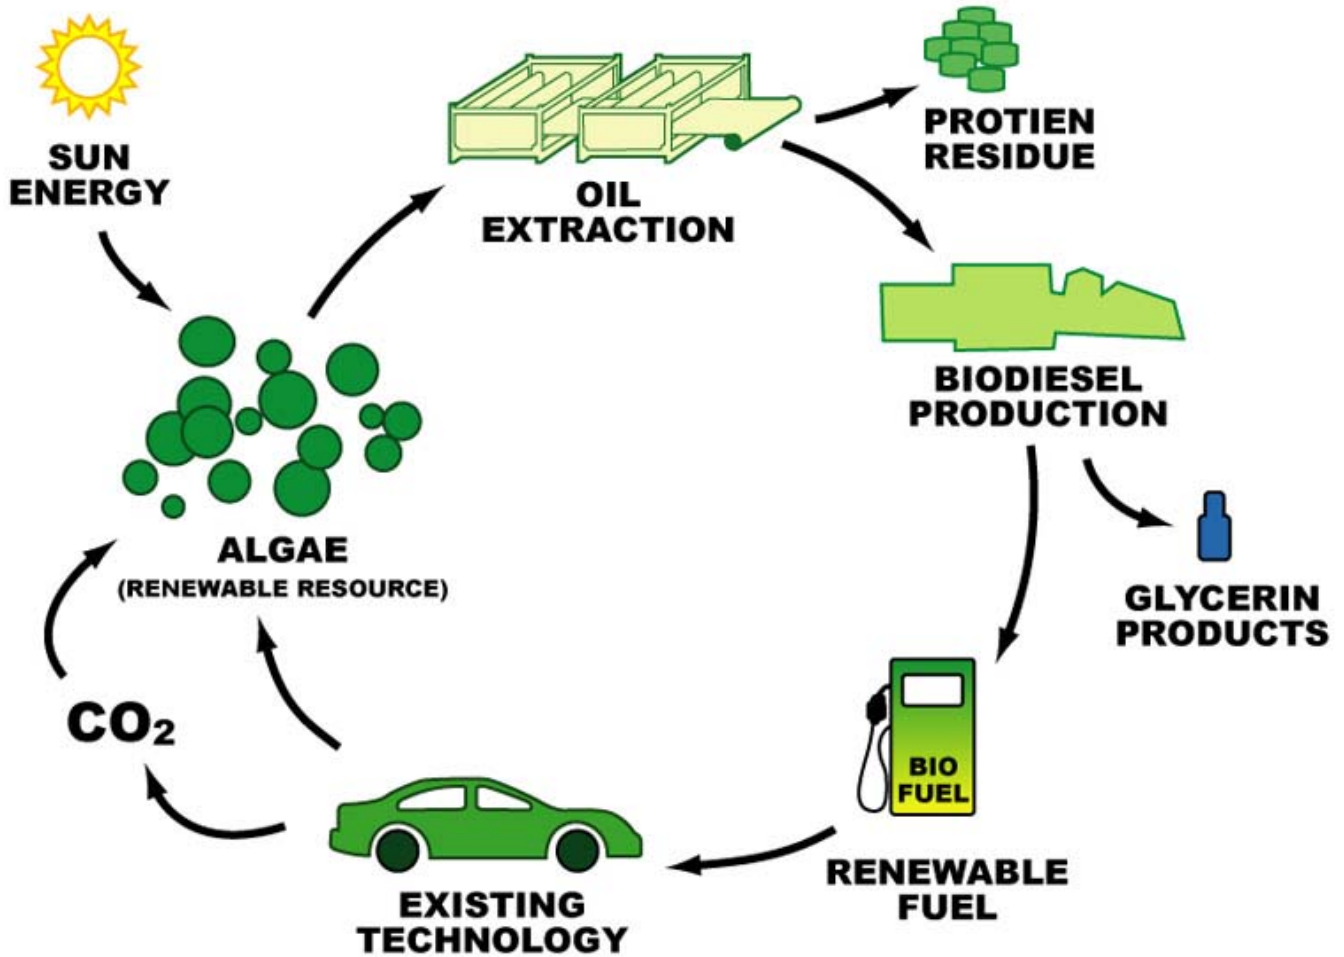 SUN
ENERGY
OIL
EXTRACTION
PROTIEN
RESIDUE
BIODIESEL
PRODUCTION
GLYCERIN
PRODUCTS
BIO
FUEL
RENEWABLE
FUEL
EXISTING
TECHNOLOGY
CO₂
ALGAE
(RENEWABLE RESOURCE)